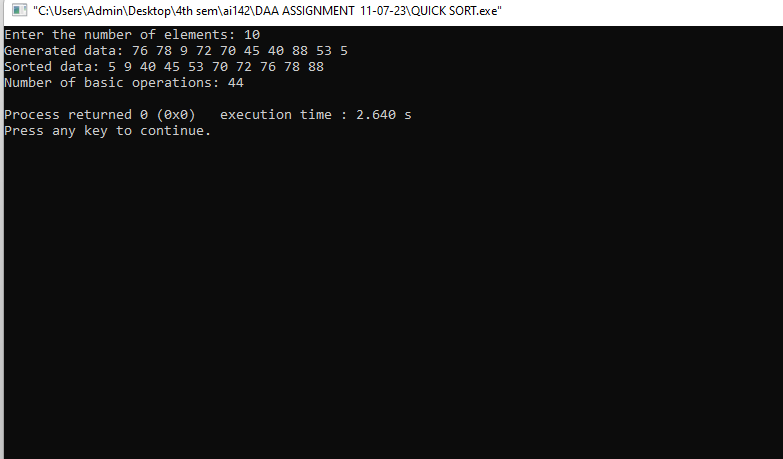 "C:\Users\Admin\Desktop\4th sem\ai142\DAA ASSIGNMENT 11-07-23\QUICK SORT.exe"
Enter the number of elements: 10
Generated data: 76 78 9 72 70 45 40 88 53 5
Sorted data: 5 9 40 45 53 70 72 76 78 88
Number of basic operations: 44
Process returned 0 (0x0)   execution time : 2.640 s
Press any key to continue.